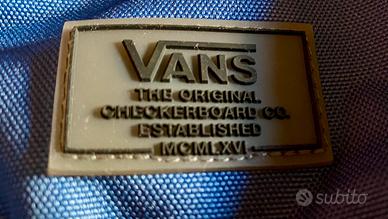 VANS
THE ORIGINAL
CHECKERBOARD CO.
ESTABLISHED
MCMLXVI
subito